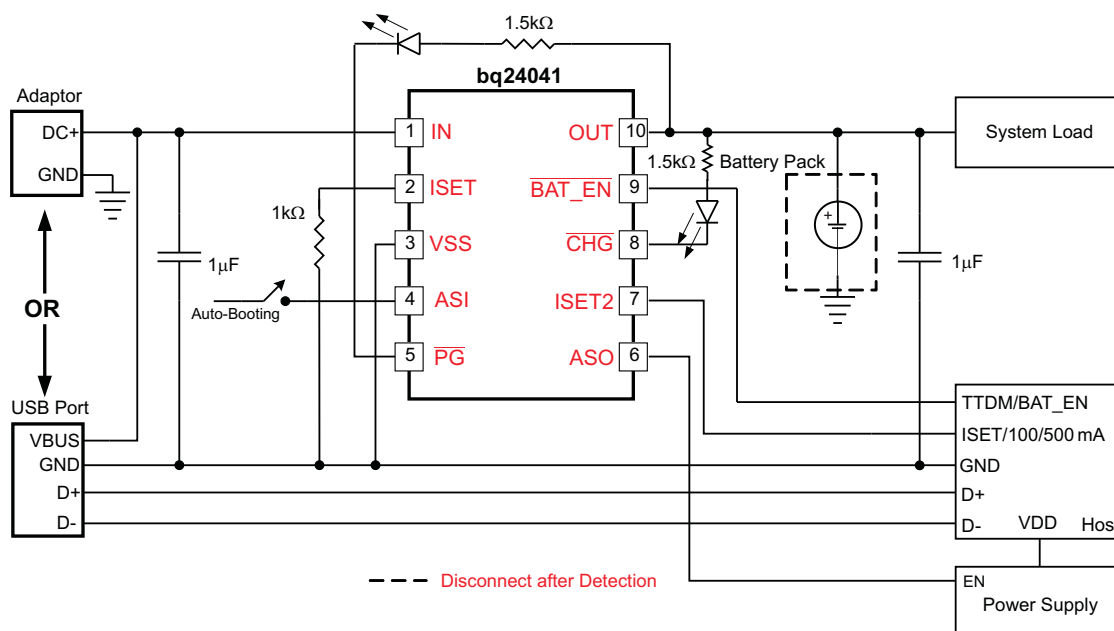 1.5kΩ
bq24041
Adaptor
DC+
GND
1 IN
OUT 10
System Load
1.5kΩ
Battery Pack
2 ISET
BAT_EN 9
1kΩ
+
3 VSS
CHG 8
1μF
1μF
OR
Auto-Booting
4 ASI
ISET2 7
5 PG
ASO 6
USB Port
VBUS
GND
D+
D-
TTDM/BAT_EN
ISET/100/500 mA
GND
D+
D-
VDD
Hos
Disconnect after Detection
EN
Power Supply